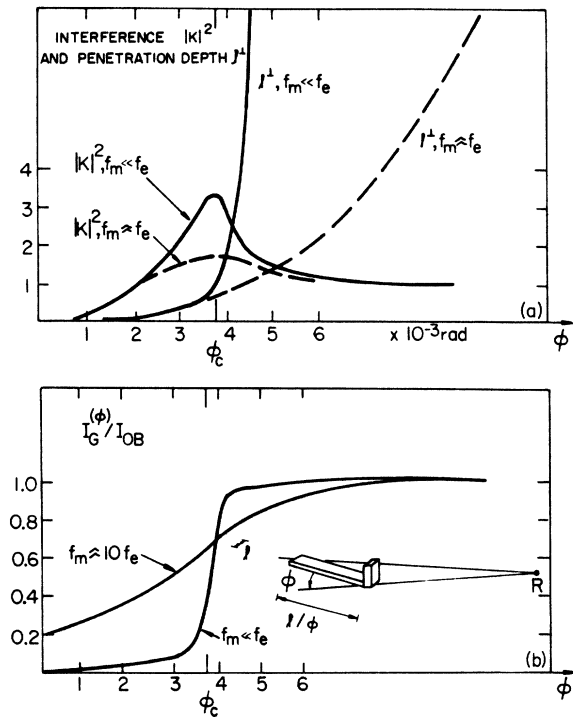 INTERFERENCE |K|²
AND PENETRATION DEPTH ℓ⊥
ℓ⊥, fm ≪ fe
ℓ⊥, fm ≈ fe
|K|², fm ≪ fe
|K|², fm ≈ fe
4
3
2
1
(a)
1 2 3 4 5 6 × 10⁻³ rad ϕ
ϕc
IG(ϕ)/IOB
1.0
0.8
0.6
0.4
0.2
fm ≈ 10 fe
fm ≪ fe
ℓ
ϕ
ℓ/ϕ
R
(b)
1 2 3 4 5 6 ϕ
ϕc